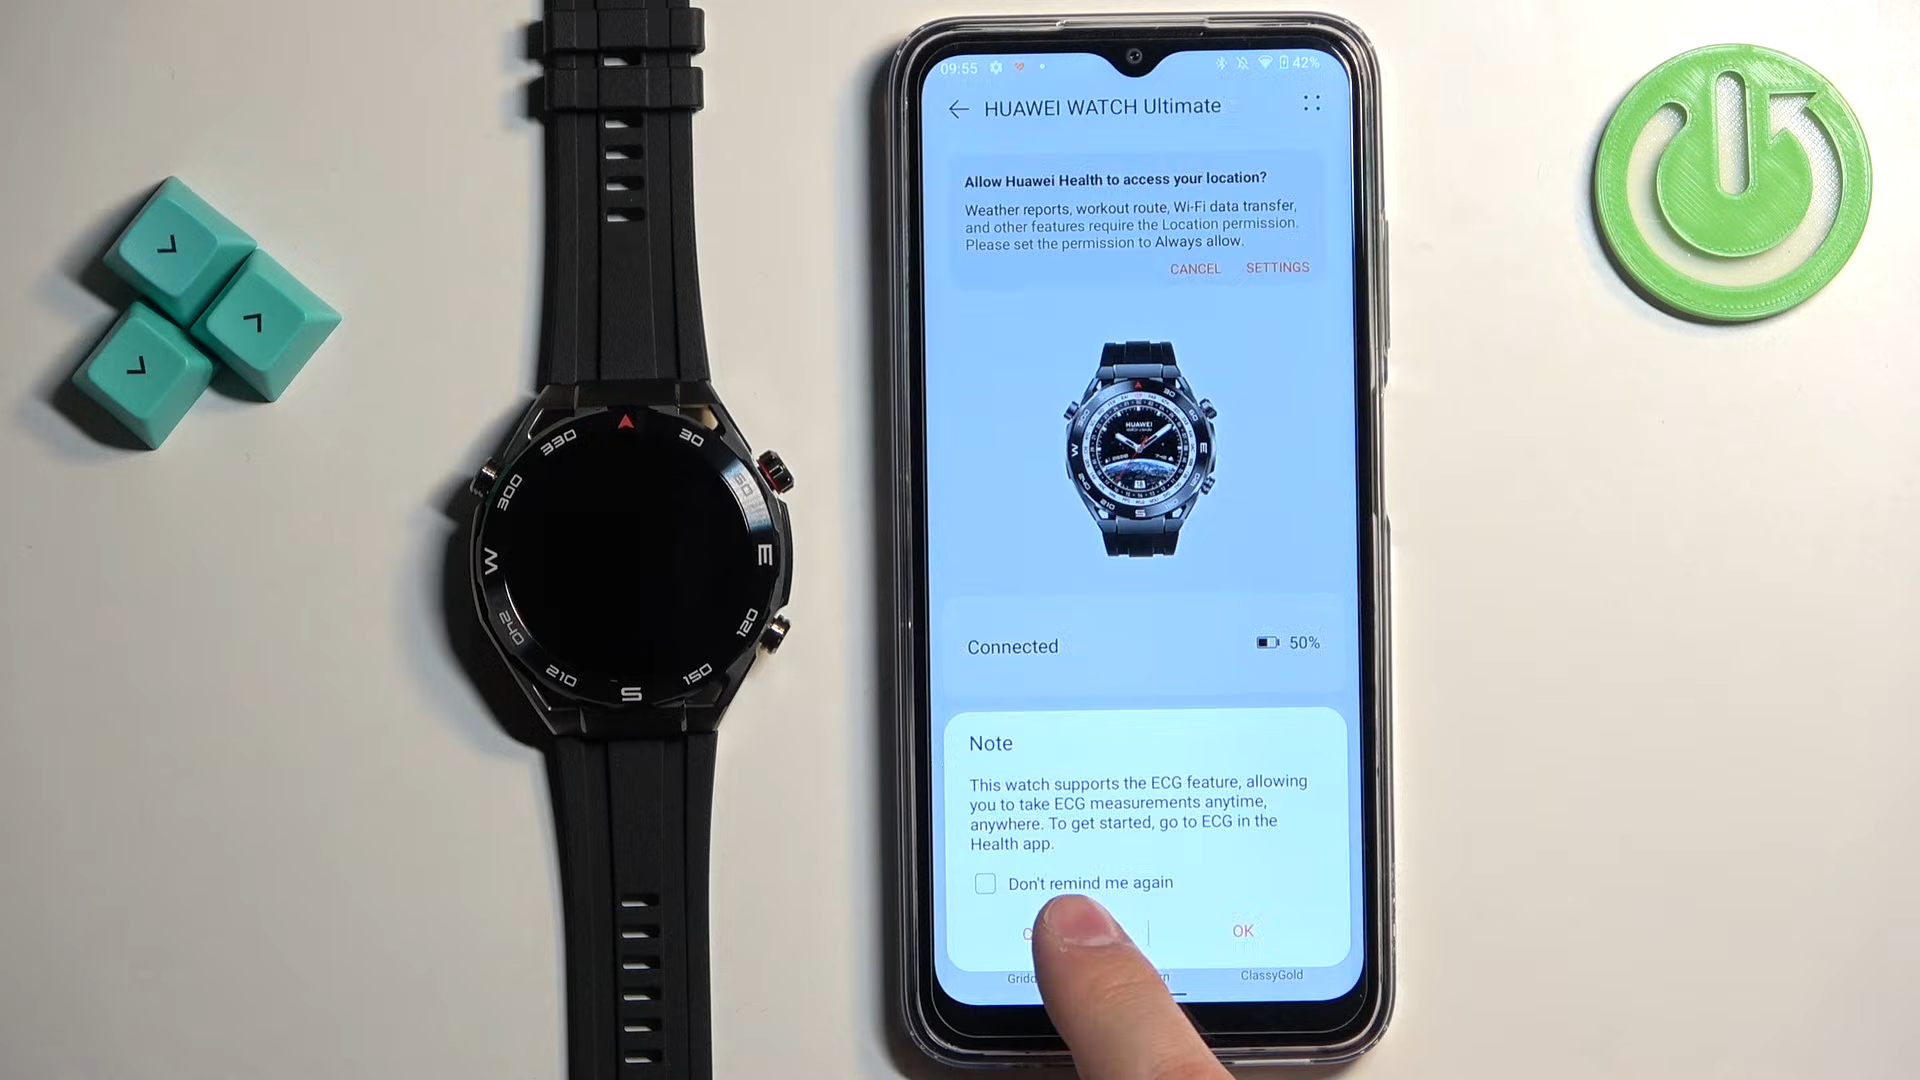 09:55
42%
HUAWEI WATCH Ultimate
Allow Huawei Health to access your location?
Weather reports, workout route, Wi-Fi data transfer,
and other features require the Location permission.
Please set the permission to Always allow.
CANCEL SETTINGS
HUAWEI
Connected
50%
Note
This watch supports the ECG feature, allowing
you to take ECG measurements anytime,
anywhere. To get started, go to ECG in the
Health app.
Don't remind me again
OK
ClassyGold
330
30
300
60
W
E
240
120
210
150
S